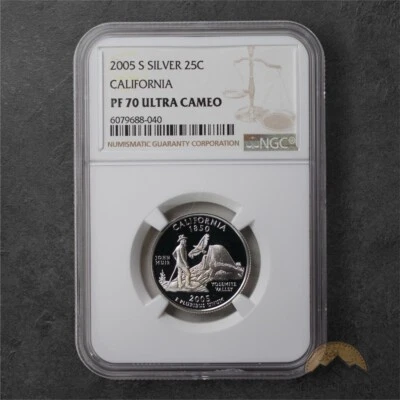 2005 S SILVER 25C
CALIFORNIA
PF 70 ULTRA CAMEO
6079688-040
NUMISMATIC GUARANTY CORPORATION
NGC
CALIFORNIA
1850
JOHN
MUIR
YOSEMITE
VALLEY
2005
E PLURIBUS UNUM